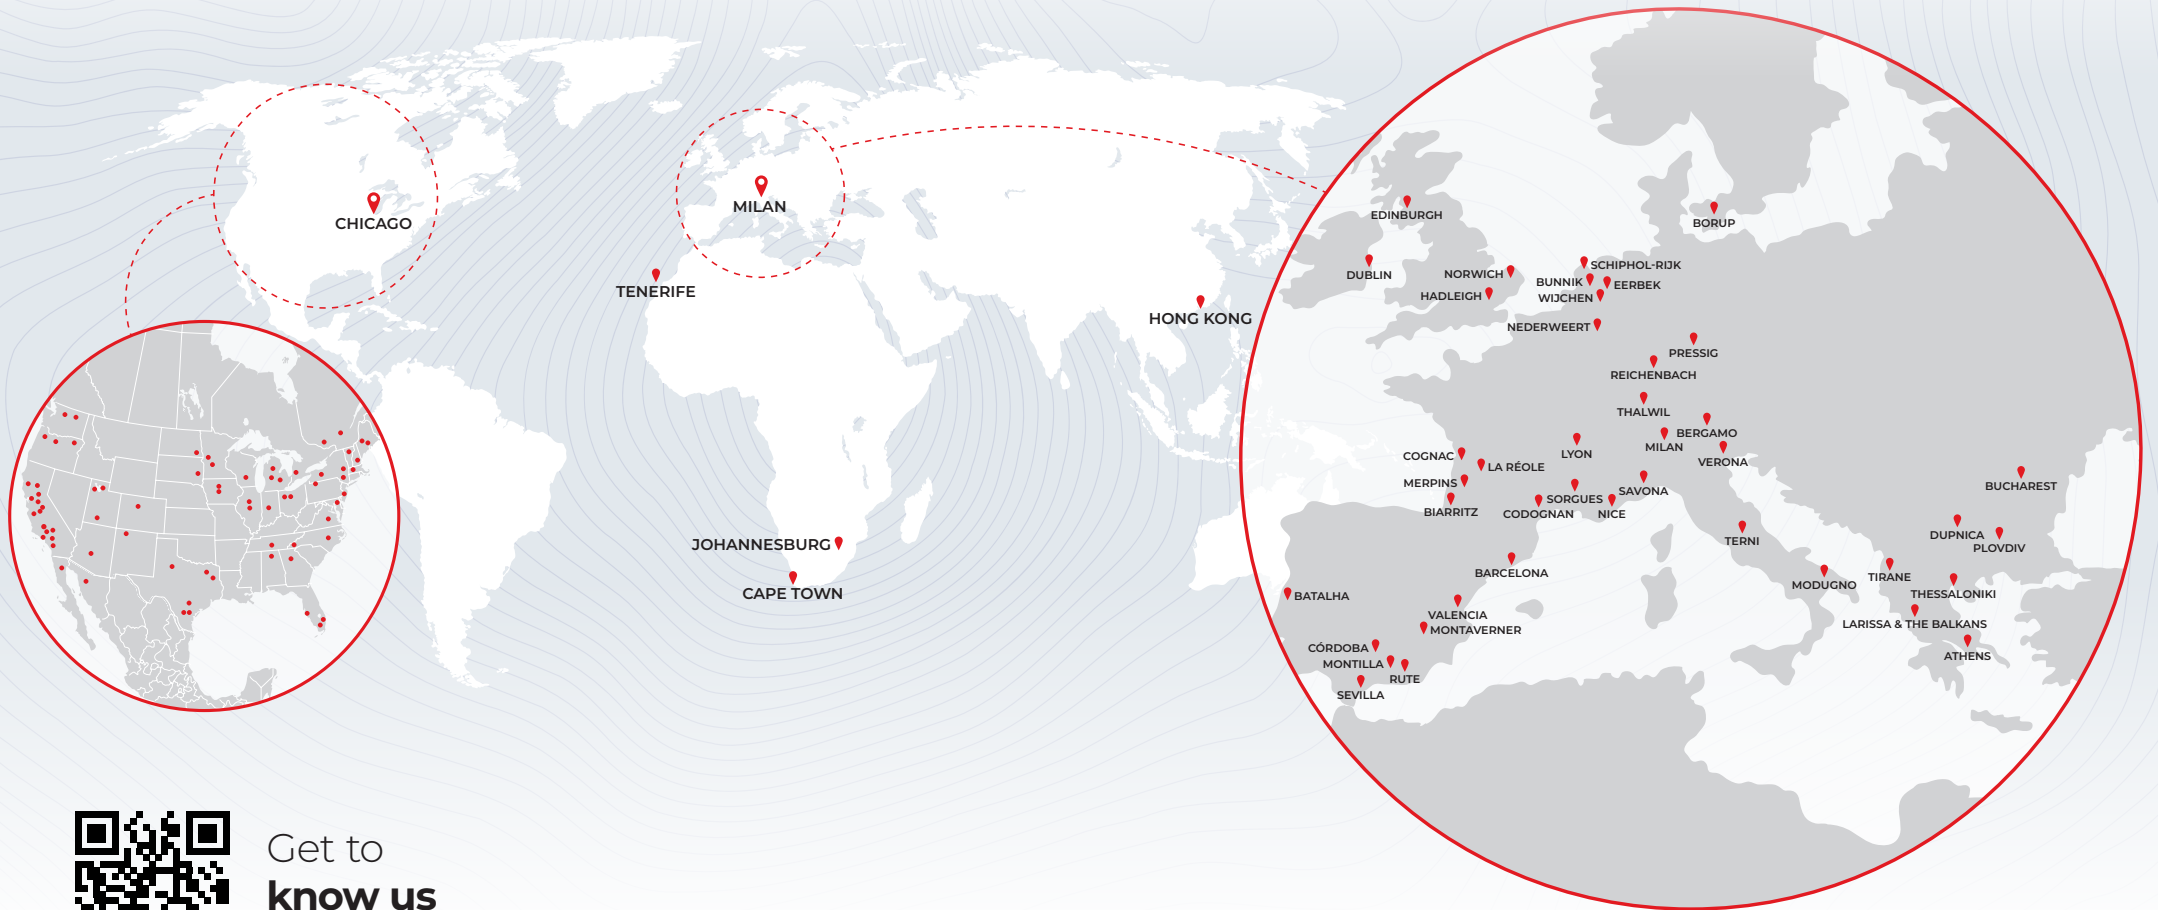 CHICAGO
MILAN
TENERIFE
HONG KONG
JOHANNESBURG
CAPE TOWN
EDINBURGH
BORUP
DUBLIN
NORWICH
SCHIPHOL-RIJK
HADLEIGH
BUNNIK
EERBEK
WIJCHEN
NEDERWEERT
PRESSIG
REICHENBACH
THALWIL
BERGAMO
MILAN
VERONA
COGNAC
LA RÉOLE
LYON
MERPINS
BIARRITZ
CODOGNAN
SORGUES
NICE
SAVONA
BUCHAREST
TERNI
DUPNICA
PLOVDIV
BARCELONA
MODUGNO
TIRANE
THESSALONIKI
BATALHA
VALENCIA
MONTAVERNER
LARISSA & THE BALKANS
CÓRDOBA
MONTILLA
RUTE
SEVILLA
ATHENS
Get to
know us